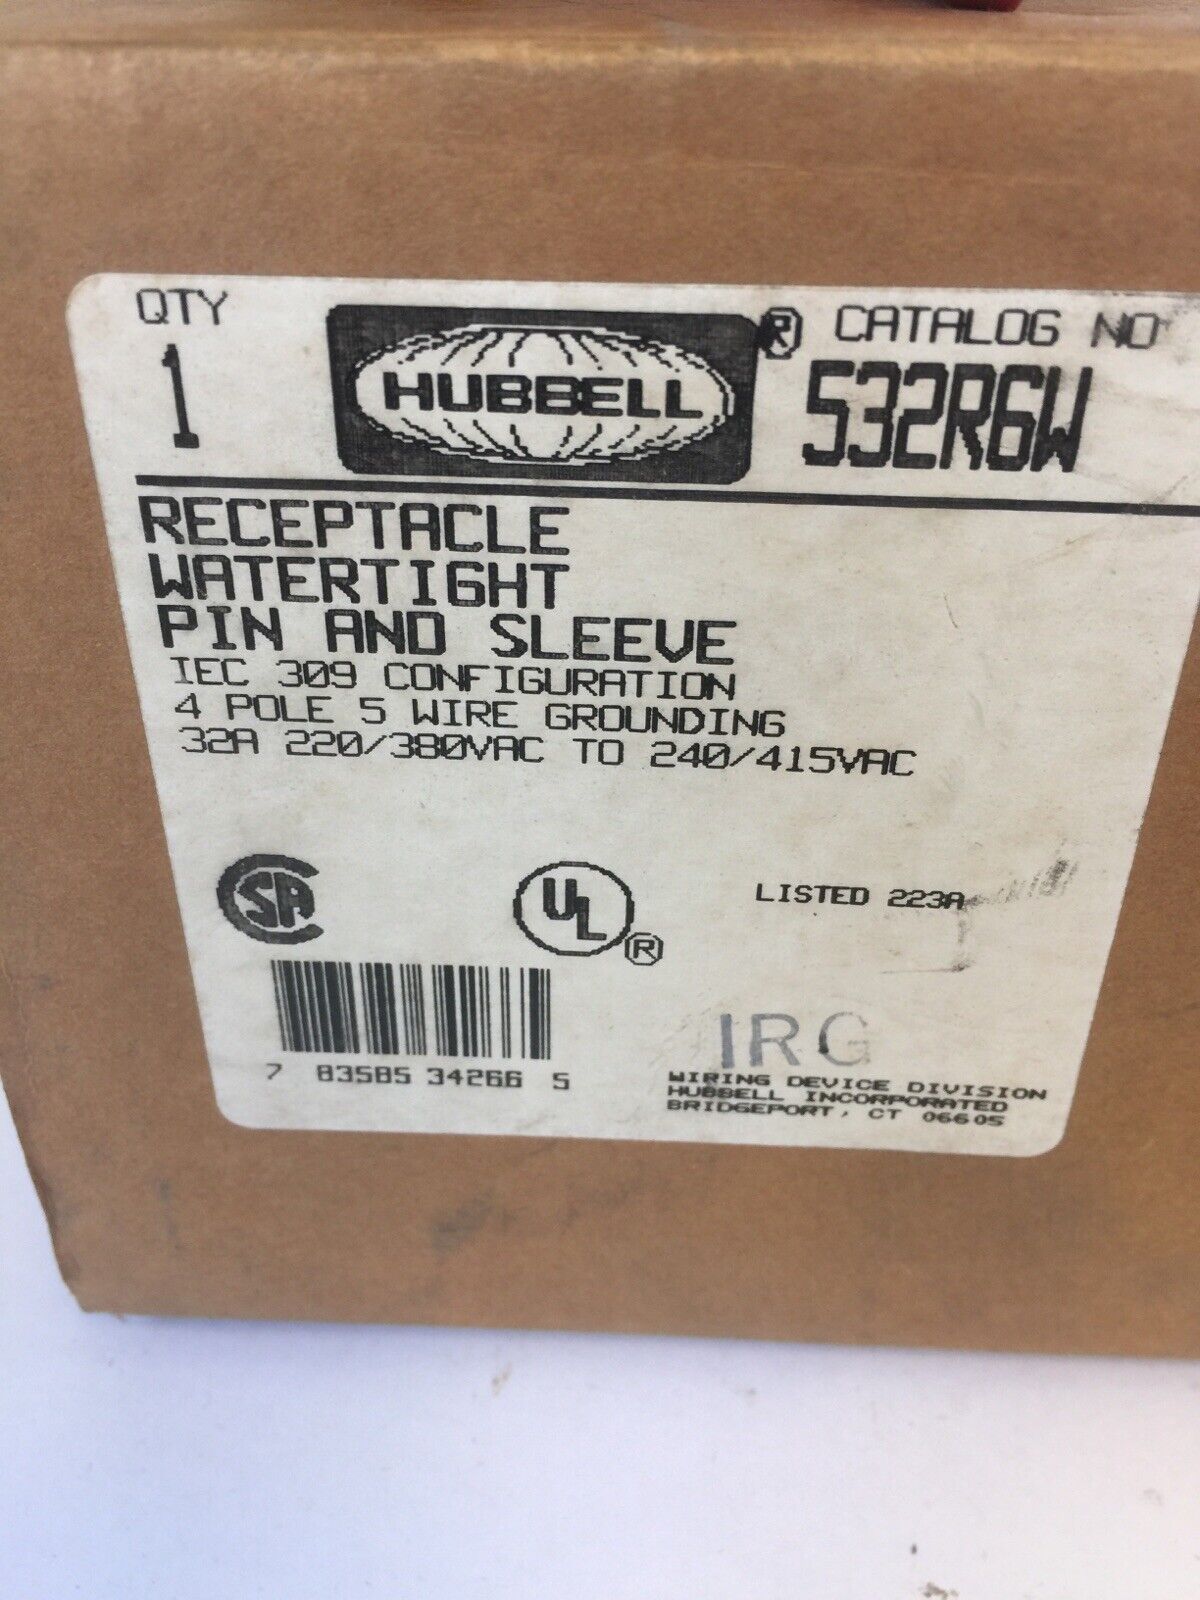 QTY
1
HUBBELL ®
CATALOG NO
532R6W
RECEPTACLE
WATERTIGHT
PIN AND SLEEVE
IEC 309 CONFIGURATION
4 POLE 5 WIRE GROUNDING
32A 220/380VAC TO 240/415VAC
SA
UL ®
LISTED 223A
7 83585 34266 5
IRG
WIRING DEVICE DIVISION
HUBBELL INCORPORATED
BRIDGEPORT, CT 06605